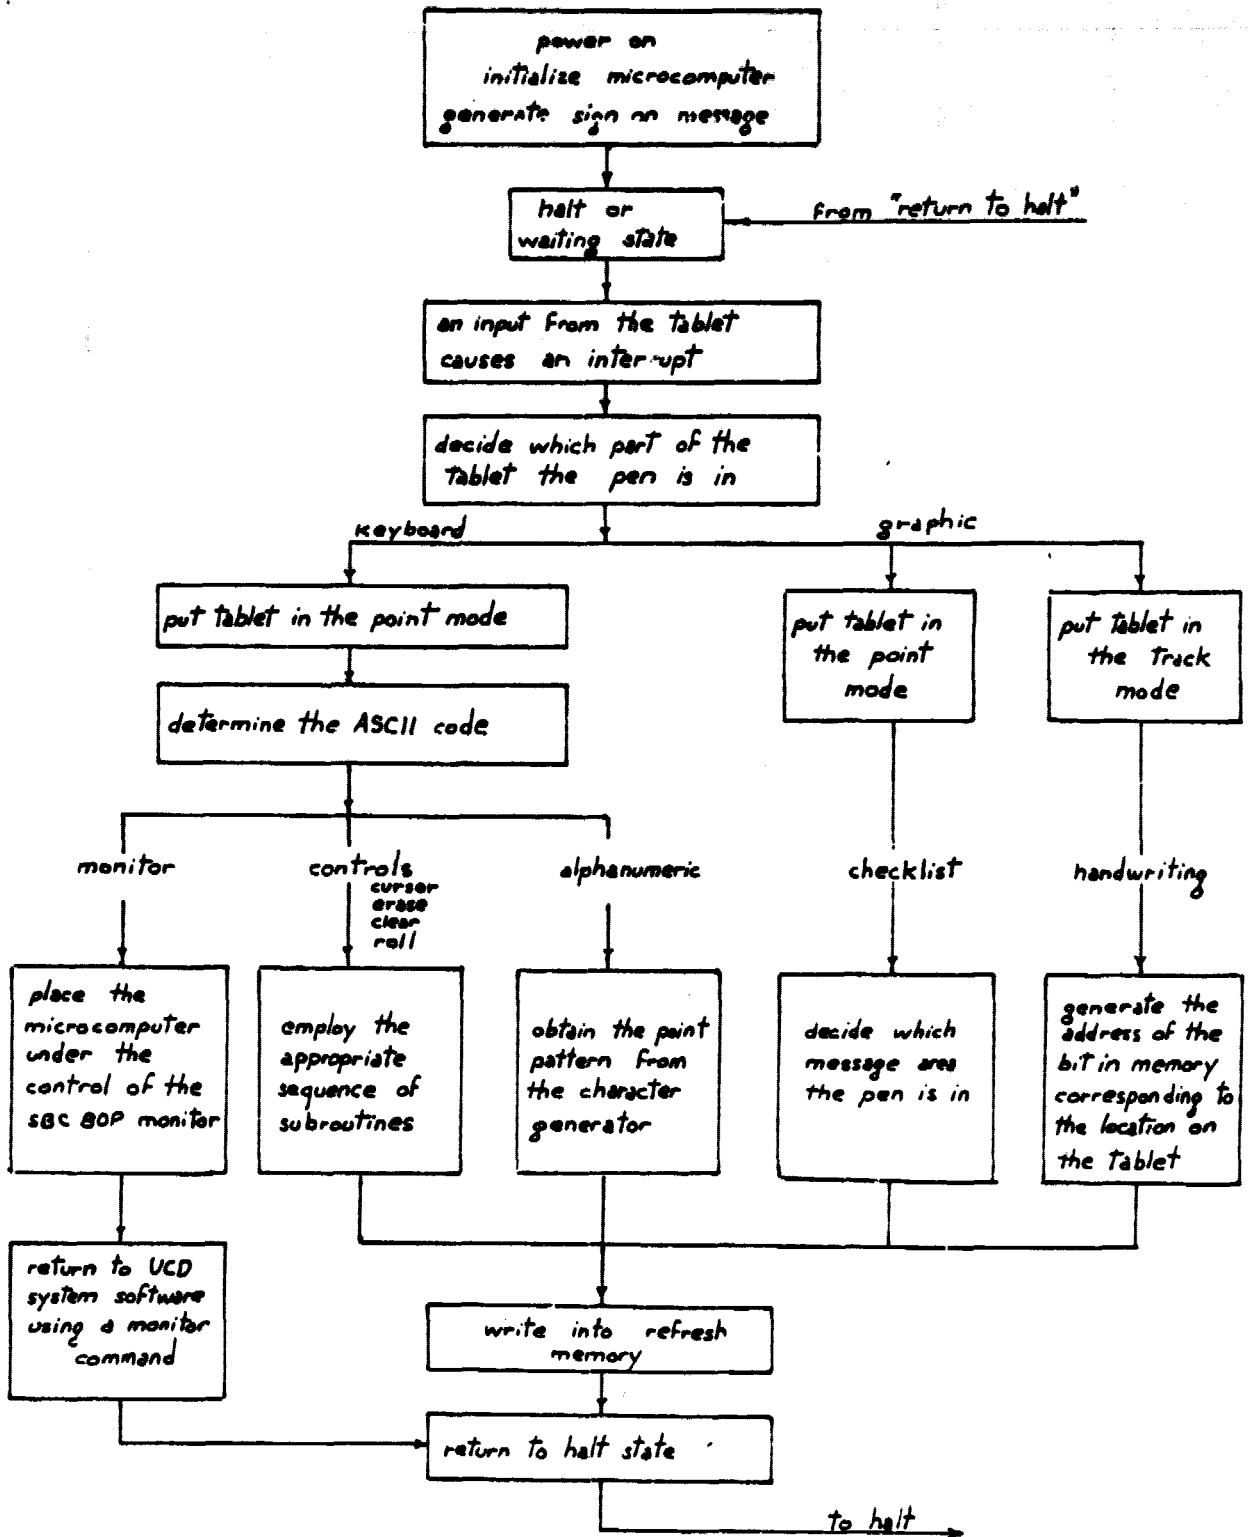 power on
initialize microcomputer
generate sign on message
halt or
waiting state
from "return to halt"
an input from the tablet
causes an interrupt
decide which part of the
tablet the pen is in
keyboard
graphic
put tablet in the point mode
put tablet in
the point
mode
put tablet in
the track
mode
determine the ASCII code
monitor
controls
cursor
erase
clear
roll
alphanumeric
checklist
handwriting
place the
microcomputer
under the
control of the
SBC 80P monitor
employ the
appropriate
sequence of
subroutines
obtain the point
pattern from
the character
generator
decide which
message area
the pen is in
generate the
address of the
bit in memory
corresponding to
the location on
the tablet
return to UCD
system software
using a monitor
command
write into refresh
memory
return to halt state
to halt